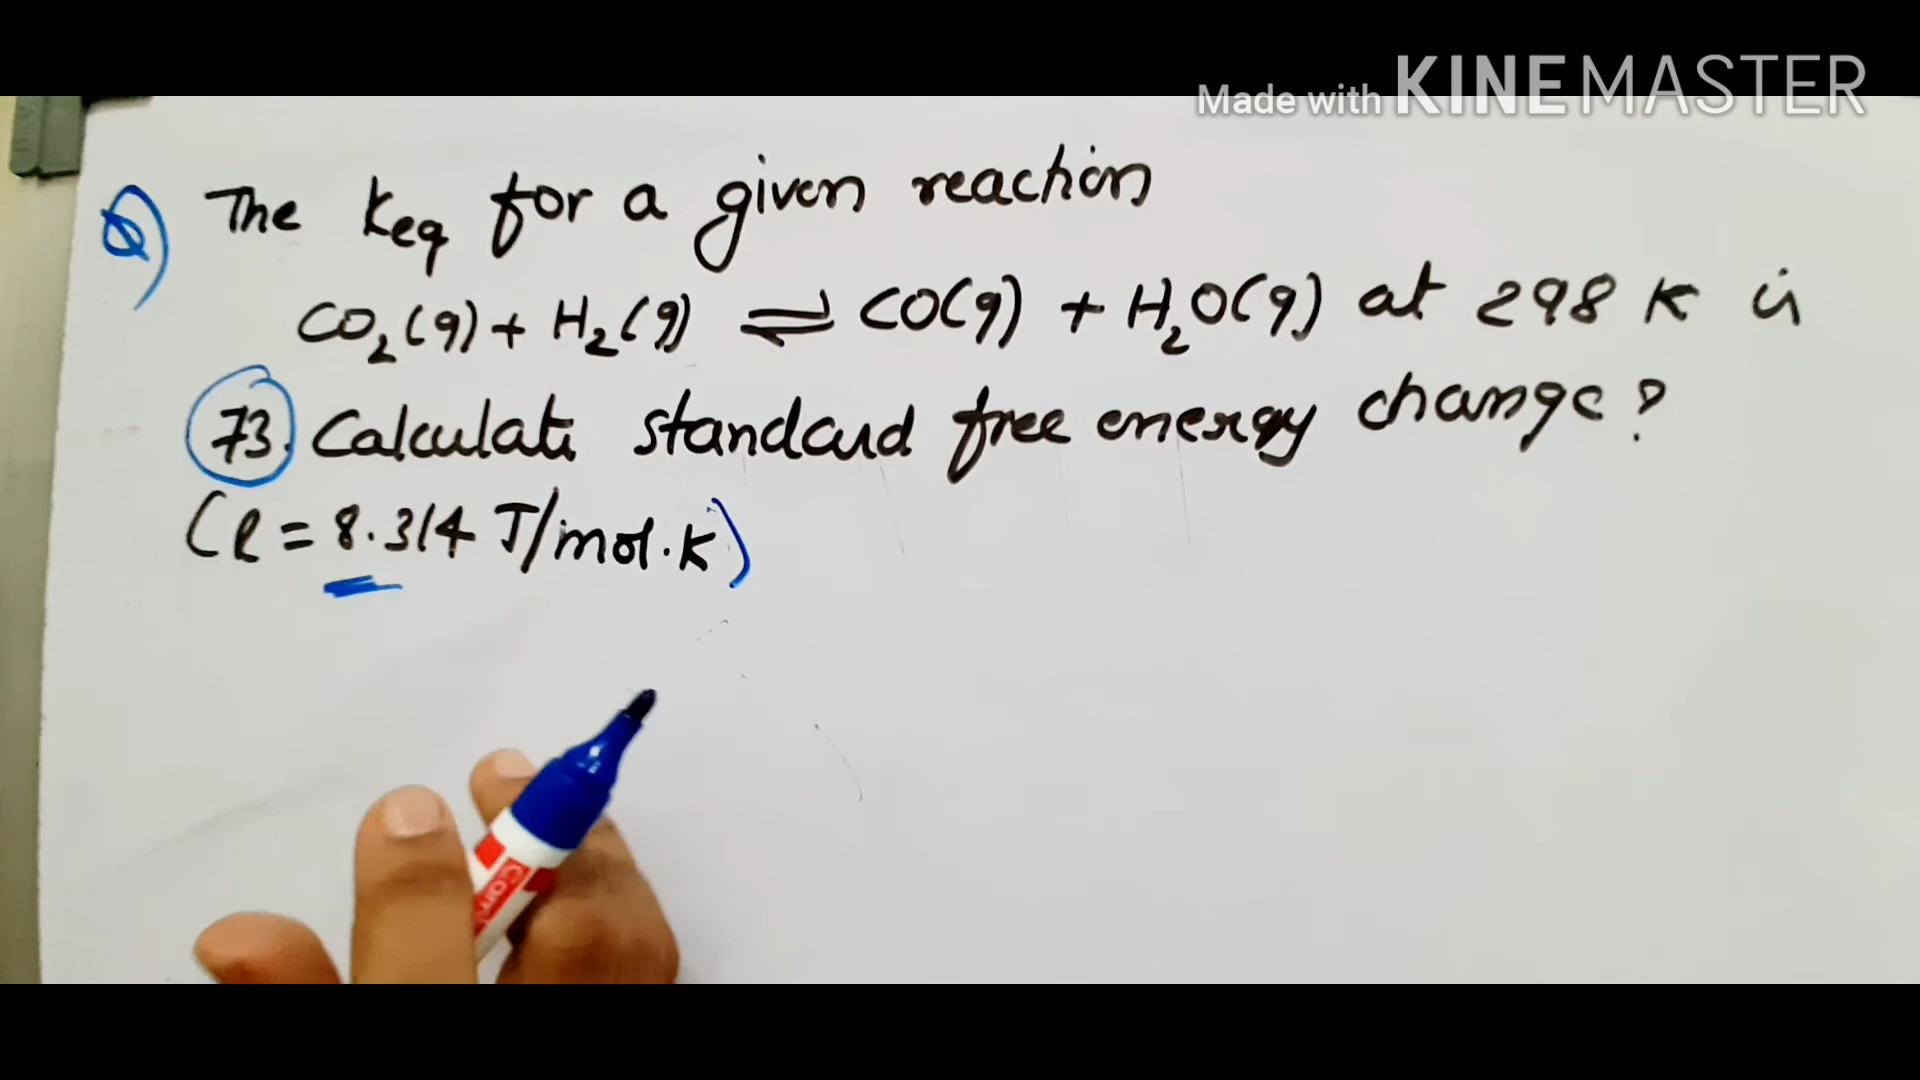 Made with KINEMASTER
Q) The Keq for a given reaction
CO₂(g) + H₂(g) ⇌ CO(g) + H₂O(g) at 298 K is
73. Calculate standard free energy change?
(R = 8.314 J/mol.K)
Cam